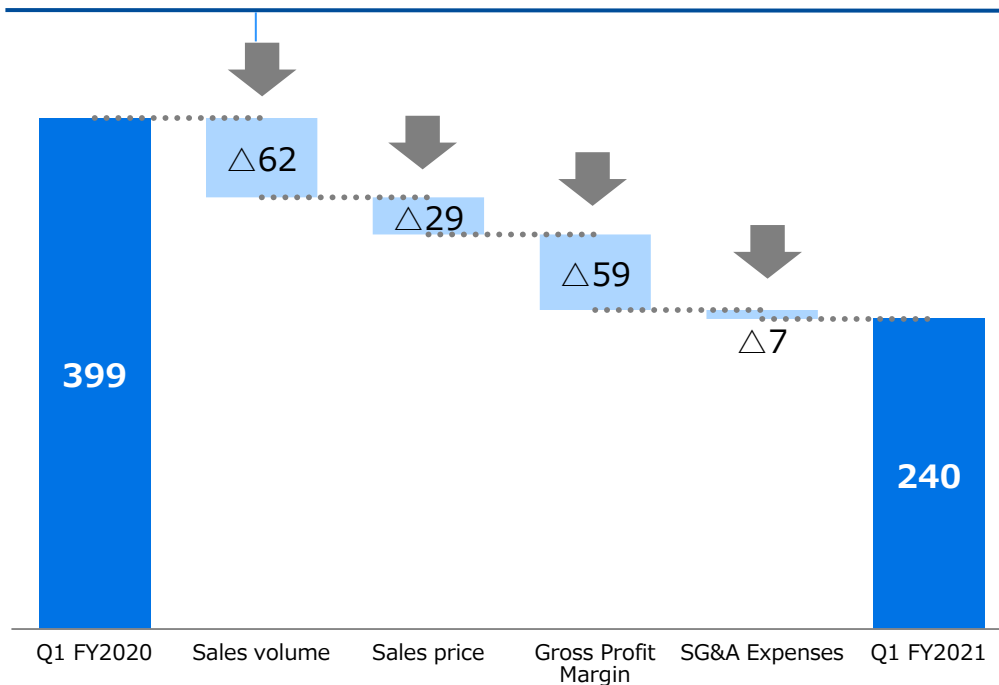 △62
△29
△59
△7
399
240
Q1 FY2020
Sales volume
Sales price
Gross Profit
Margin
SG&A Expenses
Q1 FY2021